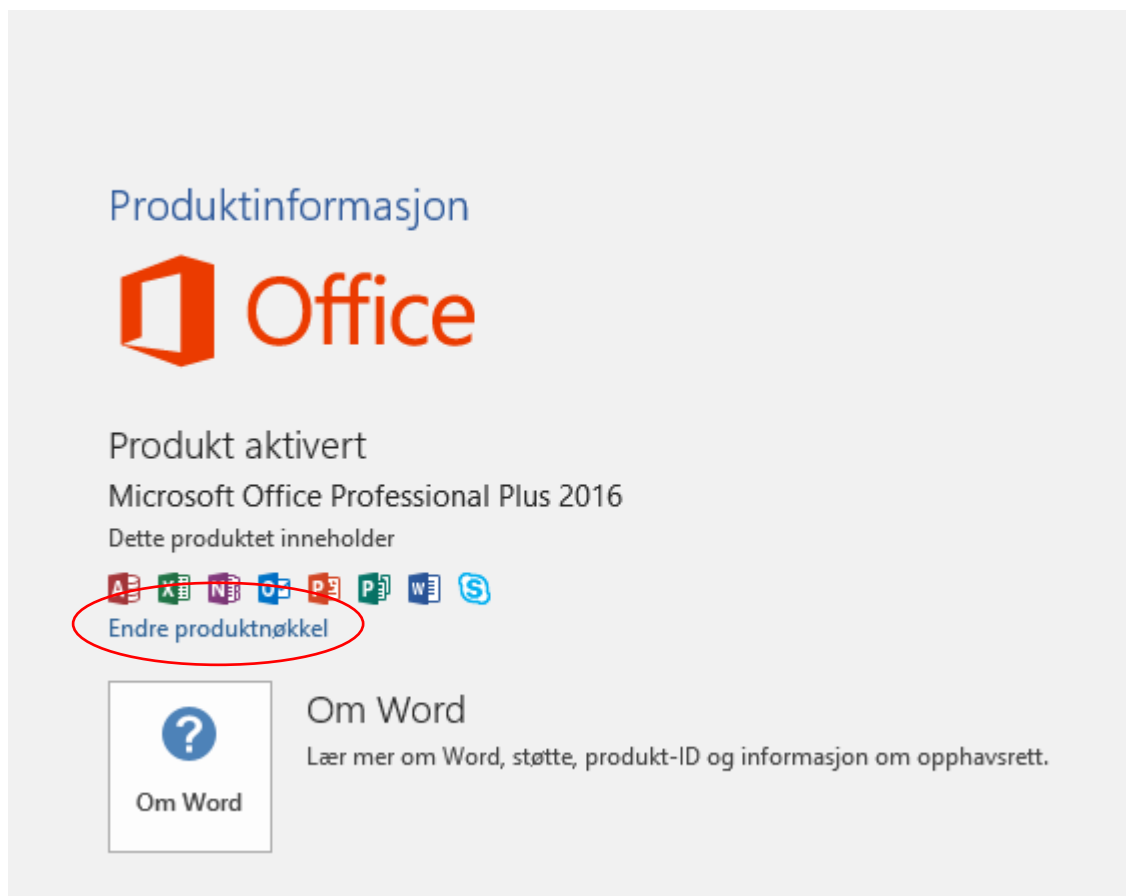 Produktinformasjon
Office
Produkt aktivert
Microsoft Office Professional Plus 2016
Dette produktet inneholder
Endre produktnøkkel
Om Word
Lær mer om Word, støtte, produkt-ID og informasjon om opphavsrett.
Om Word